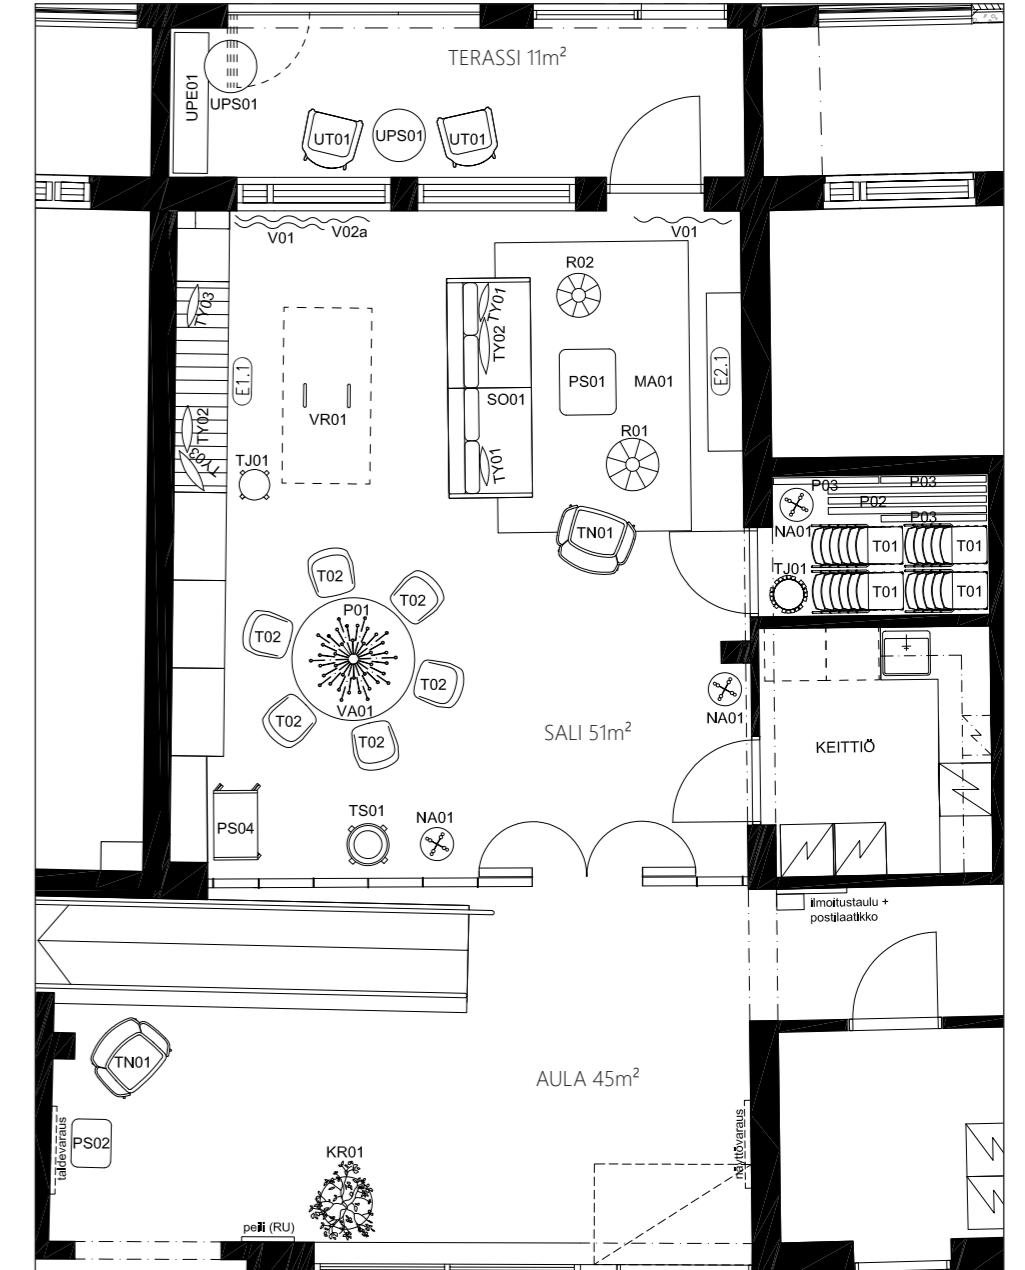 TERASSI 11m²
UPE01
UPS01
UT01
UPS01
UT01
V01
V02a
V01
R02
TY03
TY01
TY02
E1.1
E2.1
PS01
MA01
SO01
VR01
TY02
TY03
R01
TJ01
TY01
P03
P03
P02
P03
NA01
TN01
T01
T01
TJ01
T01
T01
T02
T02
P01
T02
T02
VA01
T02
T02
NA01
SALI 51m²
KEITTIÖ
TS01
NA01
PS04
ilmoitustaulu +
postilaatikko
TN01
AULA 45m²
PS02
taidevaraus
näyttövaraus
KR01
peili (RU)